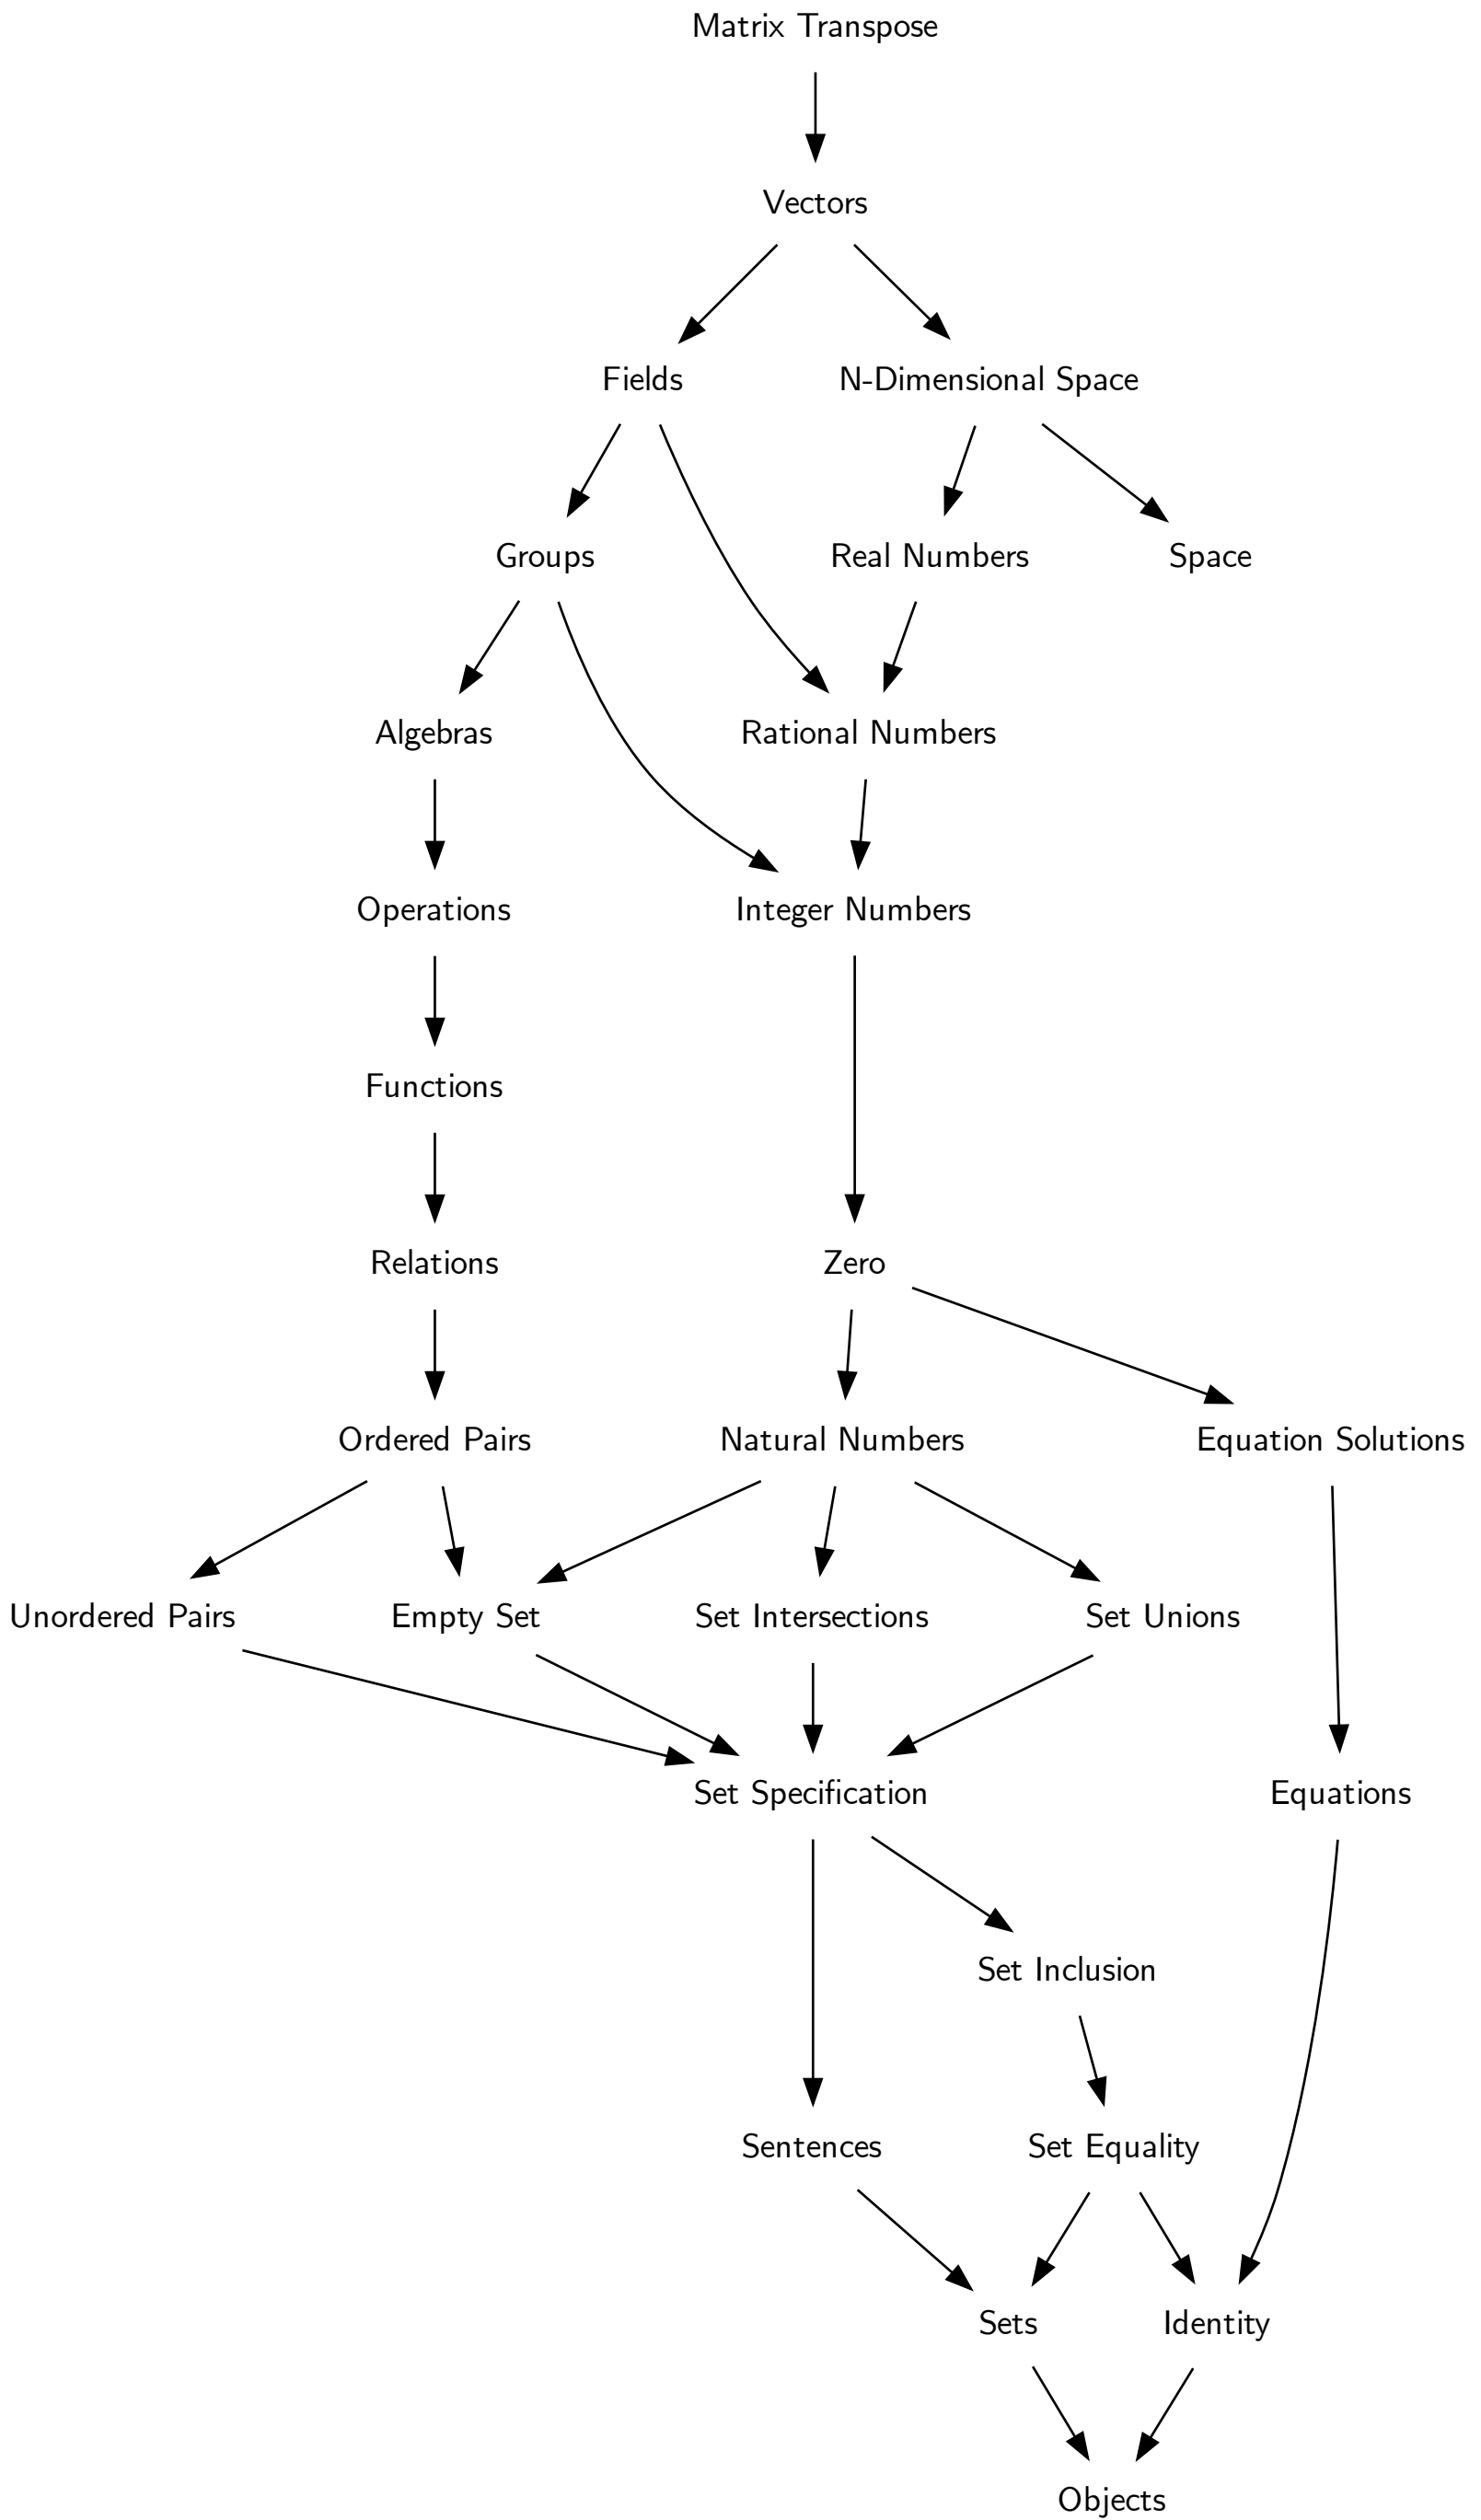 Matrix Transpose
Vectors
Fields
N-Dimensional Space
Groups
Real Numbers
Space
Algebras
Rational Numbers
Operations
Integer Numbers
Functions
Relations
Zero
Ordered Pairs
Natural Numbers
Equation Solutions
Unordered Pairs
Empty Set
Set Intersections
Set Unions
Set Specification
Equations
Set Inclusion
Sentences
Set Equality
Sets
Identity
Objects